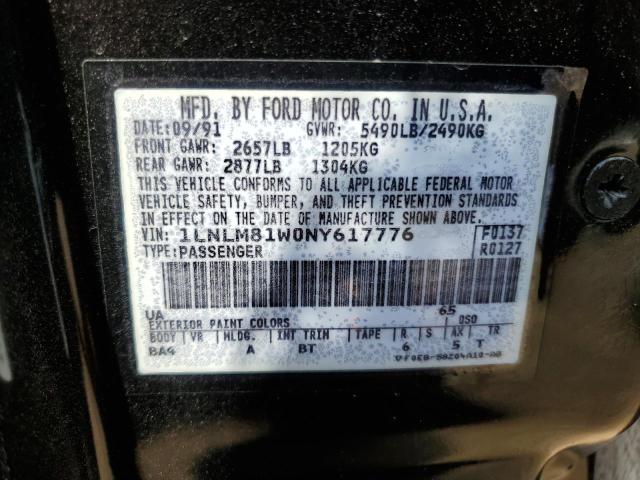 MFD. BY FORD MOTOR CO. IN U.S.A.
DATE: 09/91 GVWR: 5490LB/2490KG
FRONT GAWR: 2657LB 1205KG
REAR GAWR: 2877LB 1304KG
THIS VEHICLE CONFORMS TO ALL APPLICABLE FEDERAL MOTOR
VEHICLE SAFETY, BUMPER, AND THEFT PREVENTION STANDARDS
IN EFFECT ON THE DATE OF MANUFACTURE SHOWN ABOVE.
VIN: 1LNLM81W0NY617776 F0137
TYPE: PASSENGER R0127
UA 65
EXTERIOR PAINT COLORS DSO
BODY VR MLDG. INT TRIM TAPE R S AX TR
BA4 A BT 6 5 T